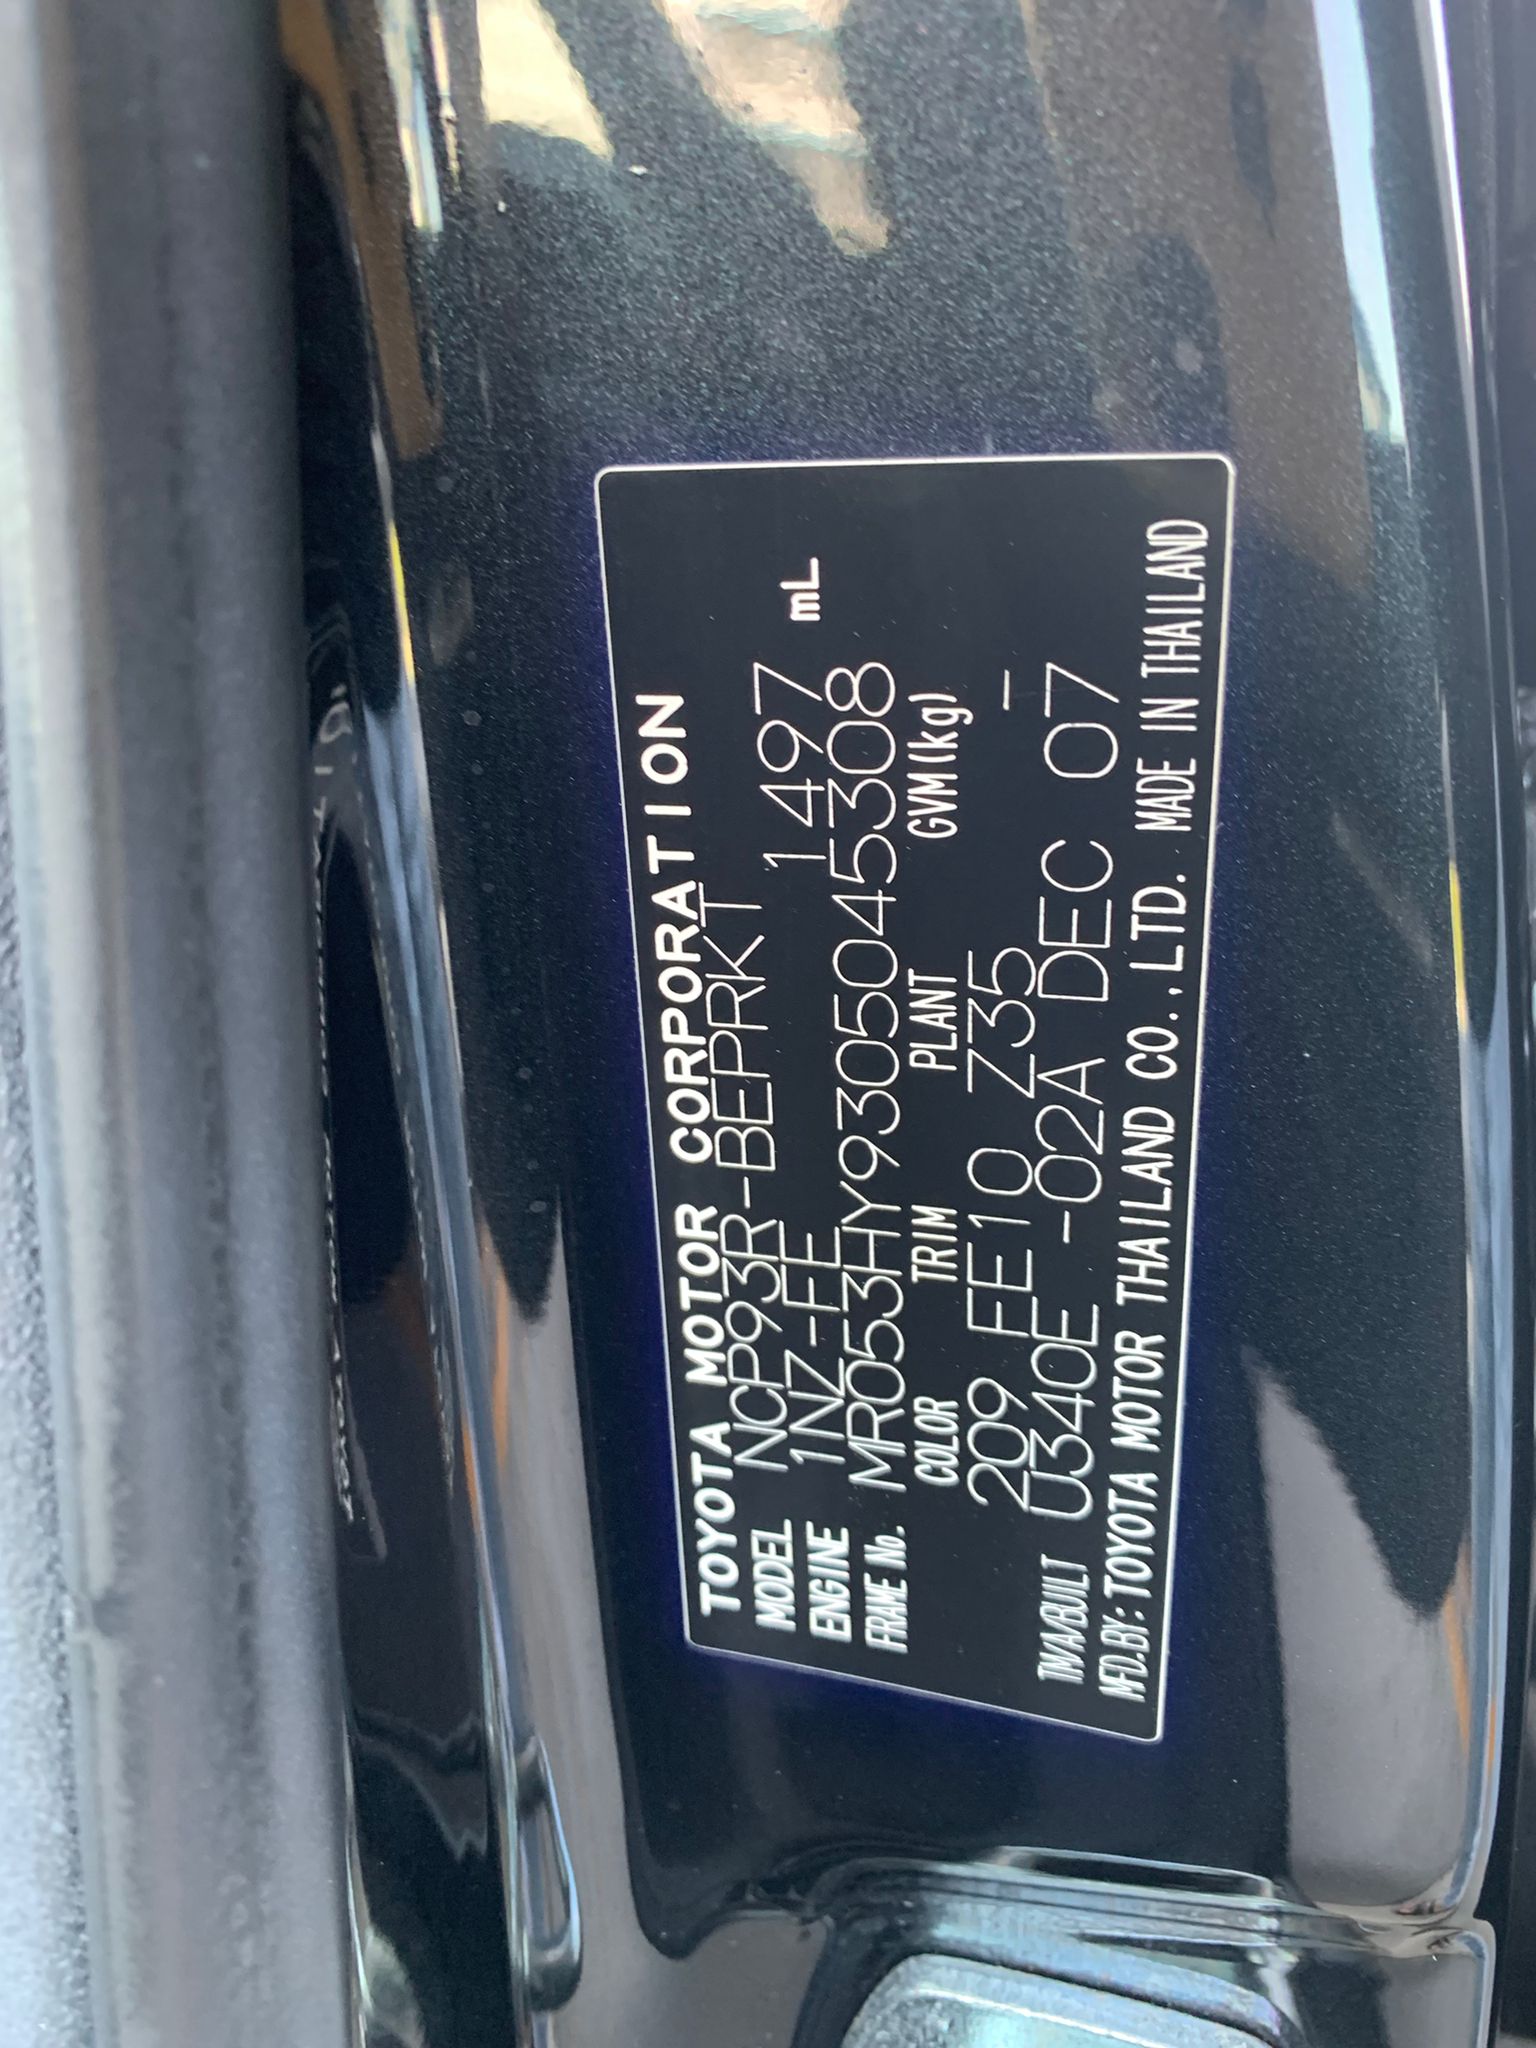 TOYOTA MOTOR CORPORATION
MODEL NCP93R-BEPRKT
ENGINE 1NZ-FE 1497 mL
FRAME No. MR053HY9305045308
COLOR TRIM PLANT GVM(kg)
209 FE10 Z35 -
TM/A/BUILT U340E -02A DEC 07
MFD.BY: TOYOTA MOTOR THAILAND CO.,LTD. MADE IN THAILAND